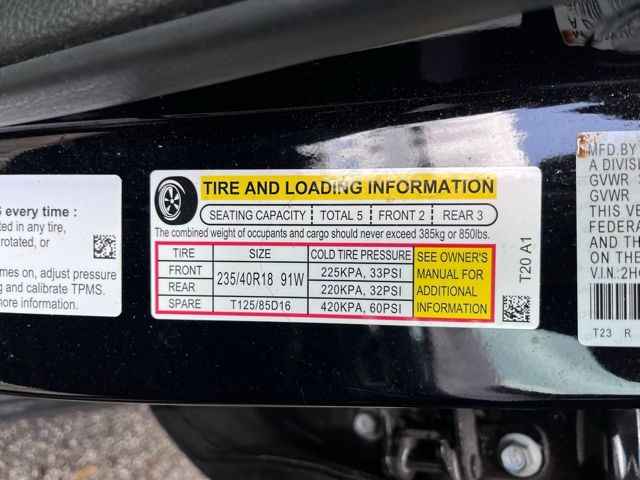 G every time :
ted in any tire,
rotated, or
mes on, adjust pressure
g and calibrate TPMS.
more information.
TIRE AND LOADING INFORMATION
SEATING CAPACITY TOTAL 5 FRONT 2 REAR 3
The combined weight of occupants and cargo should never exceed 385kg or 850lbs.
TIRE SIZE COLD TIRE PRESSURE
FRONT 235/40R18 91W 225KPA, 33PSI
REAR 220KPA, 32PSI
SPARE T125/85D16 420KPA, 60PSI
SEE OWNER'S
MANUAL FOR
ADDITIONAL
INFORMATION
T20 A1
MFD.BY
A DIVISI
GVWR
GVWR
THIS VE
FEDERA
AND TH
ON THE
V.I.N:2H
T23 R